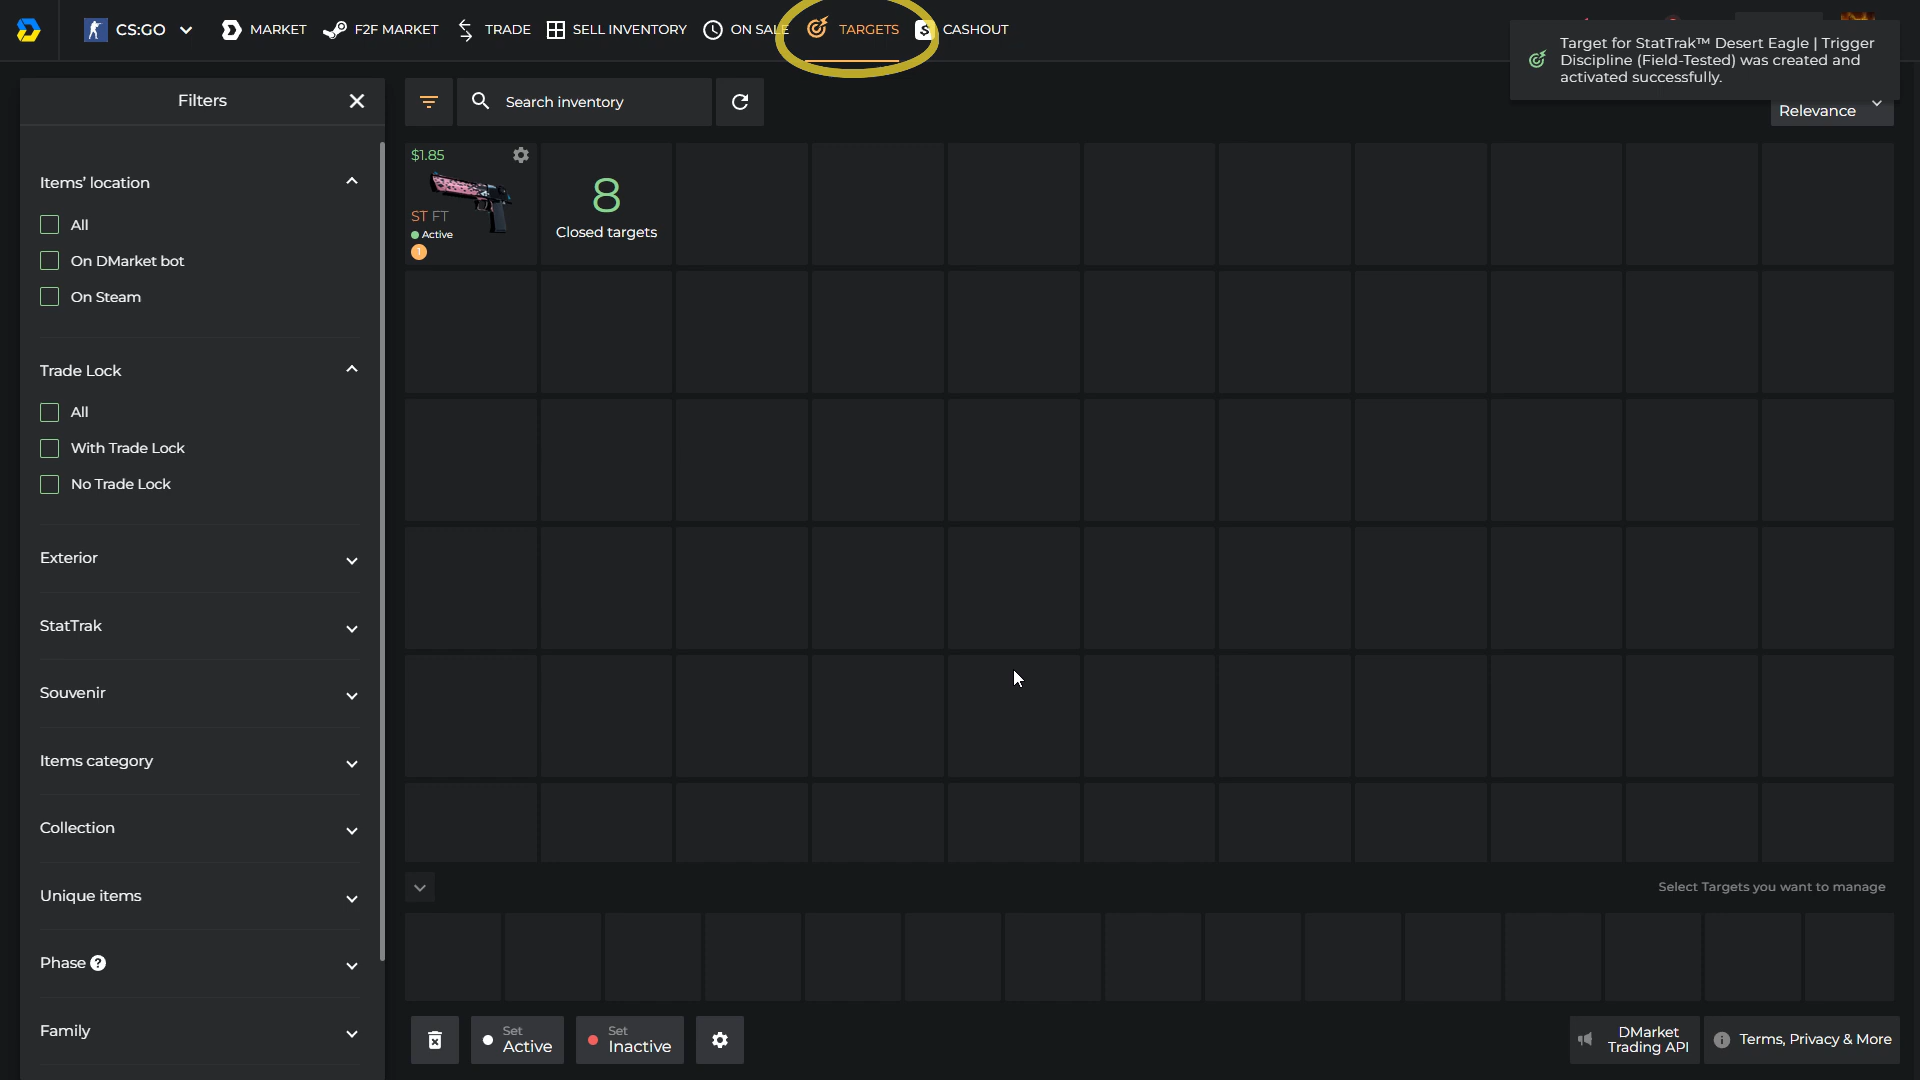 CS:GO
MARKET
F2F MARKET
TRADE
SELL INVENTORY
ON SALE
TARGETS
CASHOUT
Target for StatTrak™ Desert Eagle | Trigger
Discipline (Field-Tested) was created and
activated successfully.
Filters
Search inventory
Relevance
Items’ location
All
On DMarket bot
On Steam
Trade Lock
All
With Trade Lock
No Trade Lock
Exterior
StatTrak
Souvenir
Items category
Collection
Unique items
Phase ?
Family
$1.85
ST FT
Active
1
8
Closed targets
Select Targets you want to manage
Set
Active
Set
Inactive
DMarket
Trading API
Terms, Privacy & More